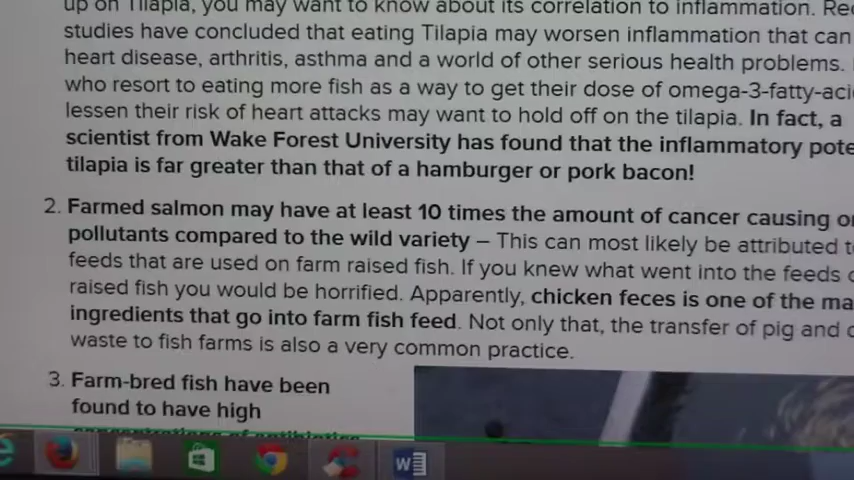 up on Tilapia, you may want to know about its correlation to inflammation.
studies have concluded that eating Tilapia may worsen inflammation that can
heart disease, arthritis, asthma and a world of other serious health problems.
who resort to eating more fish as a way to get their dose of omega-3-fatty-aci
lessen their risk of heart attacks may want to hold off on the tilapia. In fact, a
scientist from Wake Forest University has found that the inflammatory pote
tilapia is far greater than that of a hamburger or pork bacon!
2. Farmed salmon may have at least 10 times the amount of cancer causing or
pollutants compared to the wild variety – This can most likely be attributed t
feeds that are used on farm raised fish. If you knew what went into the feeds
raised fish you would be horrified. Apparently, chicken feces is one of the ma
ingredients that go into farm fish feed. Not only that, the transfer of pig and
waste to fish farms is also a very common practice.
3. Farm-bred fish have been
found to have high
concentrations of antibiotics
W